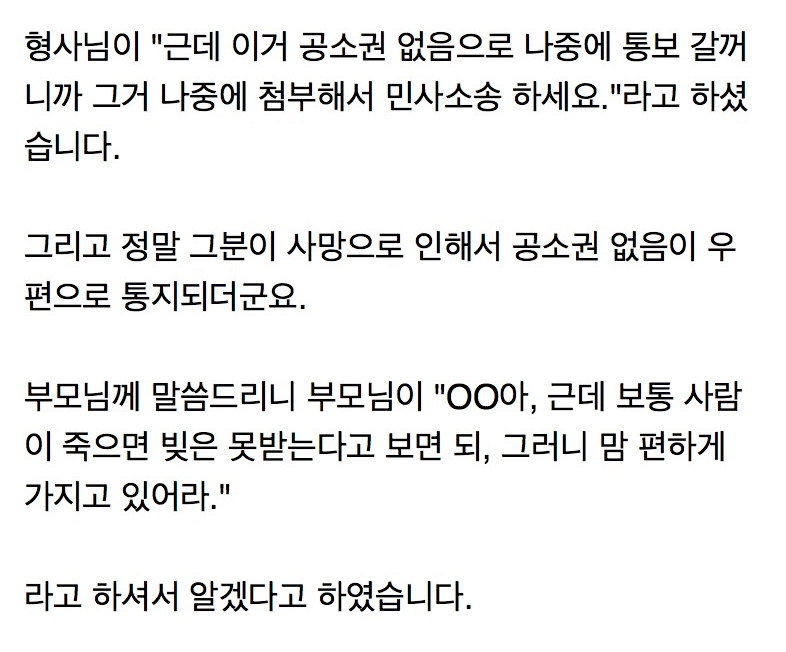 형사님이 "근데 이거 공소권 없음으로 나중에 통보 갈꺼
니까 그거 나중에 첨부해서 민사소송 하세요."라고 하셨
습니다.
그리고 정말 그분이 사망으로 인해서 공소권 없음이 우
편으로 통지되더군요.
부모님께 말씀드리니 부모님이 "OO아, 근데 보통 사람
이 죽으면 빚은 못받는다고 보면 되, 그러니 맘 편하게
가지고 있어라."
라고 하셔서 알겠다고 하였습니다.